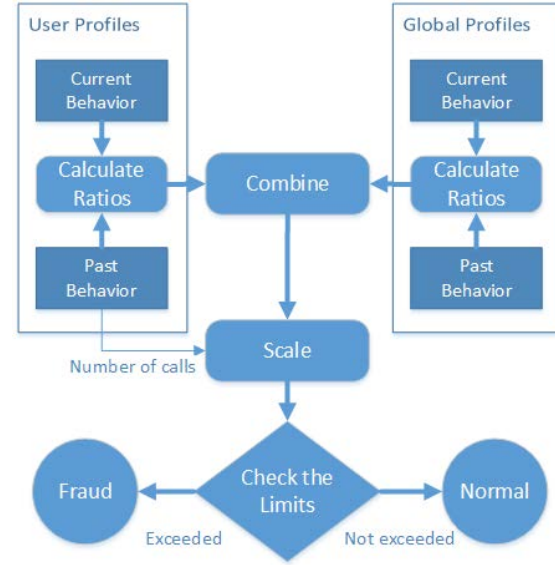 User Profiles
Current
Behavior
Calculate
Ratios
Past
Behavior
Global Profiles
Current
Behavior
Calculate
Ratios
Past
Behavior
Combine
Number of calls
Scale
Check the
Limits
Fraud
Exceeded
Normal
Not exceeded